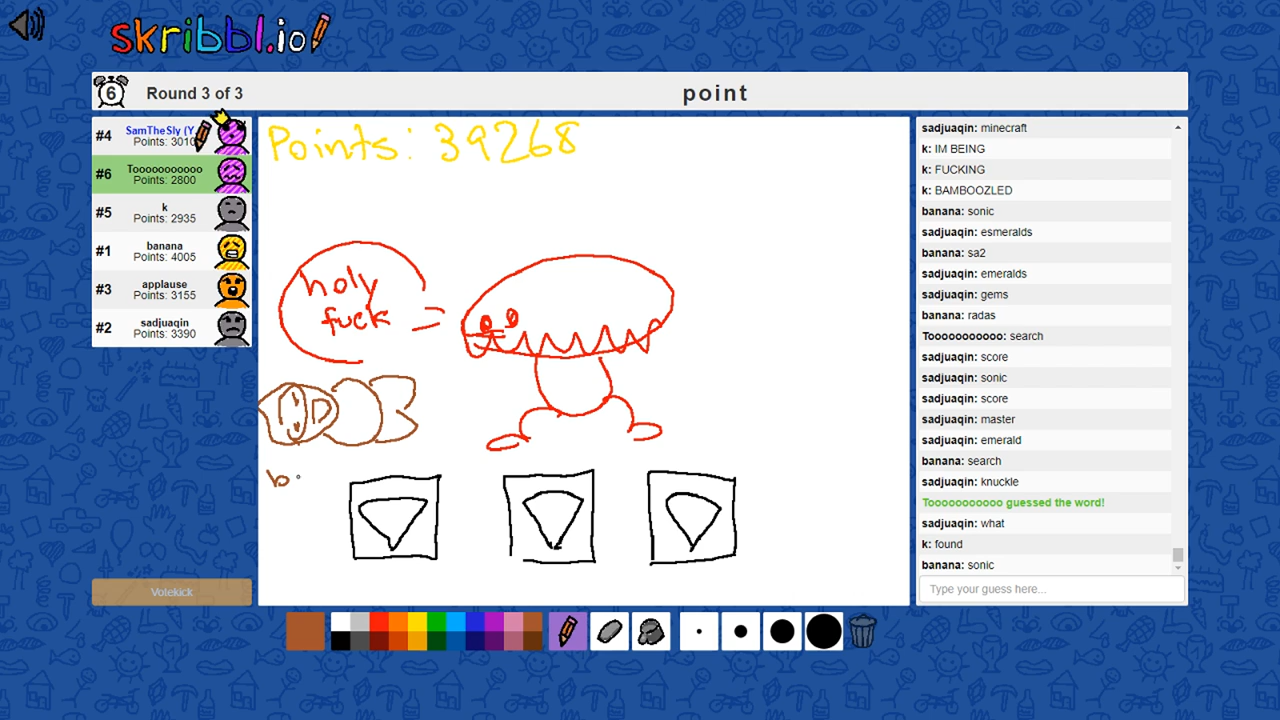 skribbl.io
6 Round 3 of 3
point
#4 SamTheSly (Y
Points: 3010
#6 Tooooooooooo
Points: 2800
#5 k
Points: 2935
#1 banana
Points: 4005
#3 applause
Points: 3155
#2 sadjuaqin
Points: 3390
Votekick
Points: 39268
holy
fuck =
b
sadjuaqin: minecraft
k: IM BEING
k: FUCKING
k: BAMBOOZLED
banana: sonic
sadjuaqin: esmeralds
banana: sa2
sadjuaqin: emeralds
sadjuaqin: gems
banana: radas
Tooooooooooo: search
sadjuaqin: score
sadjuaqin: sonic
sadjuaqin: score
sadjuaqin: master
sadjuaqin: emerald
banana: search
sadjuaqin: knuckle
Tooooooooooo guessed the word!
sadjuaqin: what
k: found
banana: sonic
Type your guess here...